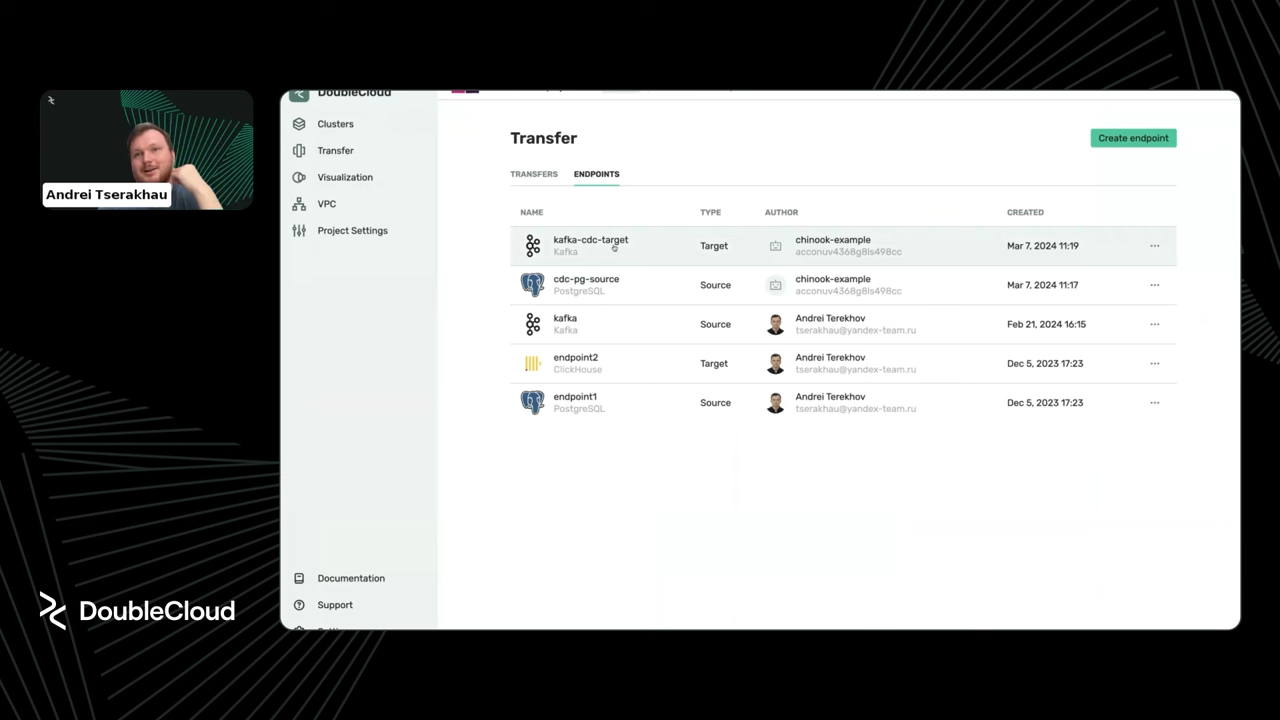 DoubleCloud
Clusters
Transfer
Visualization
VPC
Project Settings
Documentation
Support
Transfer
Create endpoint
TRANSFERS
ENDPOINTS
NAME
TYPE
AUTHOR
CREATED
kafka-cdc-target
Kafka
Target
chinook-example
acconuv4368g8ls498cc
Mar 7, 2024 11:19
cdc-pg-source
PostgreSQL
Source
chinook-example
acconuv4368g8ls498cc
Mar 7, 2024 11:17
kafka
Kafka
Source
Andrei Terekhov
tserakhau@yandex-team.ru
Feb 21, 2024 16:15
endpoint2
ClickHouse
Target
Andrei Terekhov
tserakhau@yandex-team.ru
Dec 5, 2023 17:23
endpoint1
PostgreSQL
Source
Andrei Terekhov
tserakhau@yandex-team.ru
Dec 5, 2023 17:23
Andrei Tserakhau
DoubleCloud